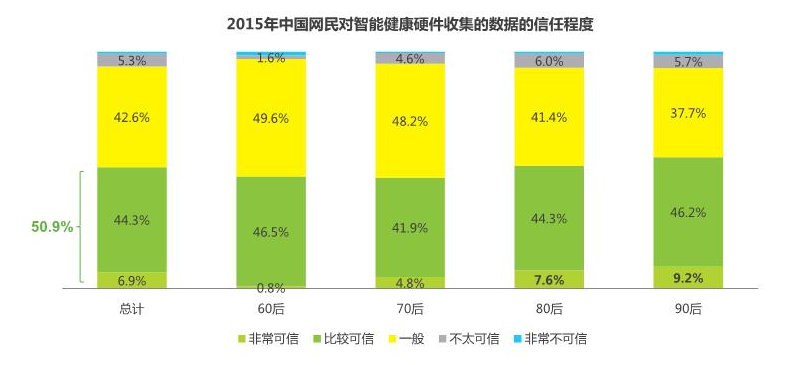 2015年中国网民对智能健康硬件收集的数据的信任程度
5.3% 1.6% 4.6% 6.0% 5.7%
42.6% 49.6% 48.2% 41.4% 37.7%
50.9%
44.3% 46.5% 41.9% 44.3% 46.2%
6.9% 0.8% 4.8% 7.6% 9.2%
总计 60后 70后 80后 90后
非常可信 比较可信 一般 不太可信 非常不可信